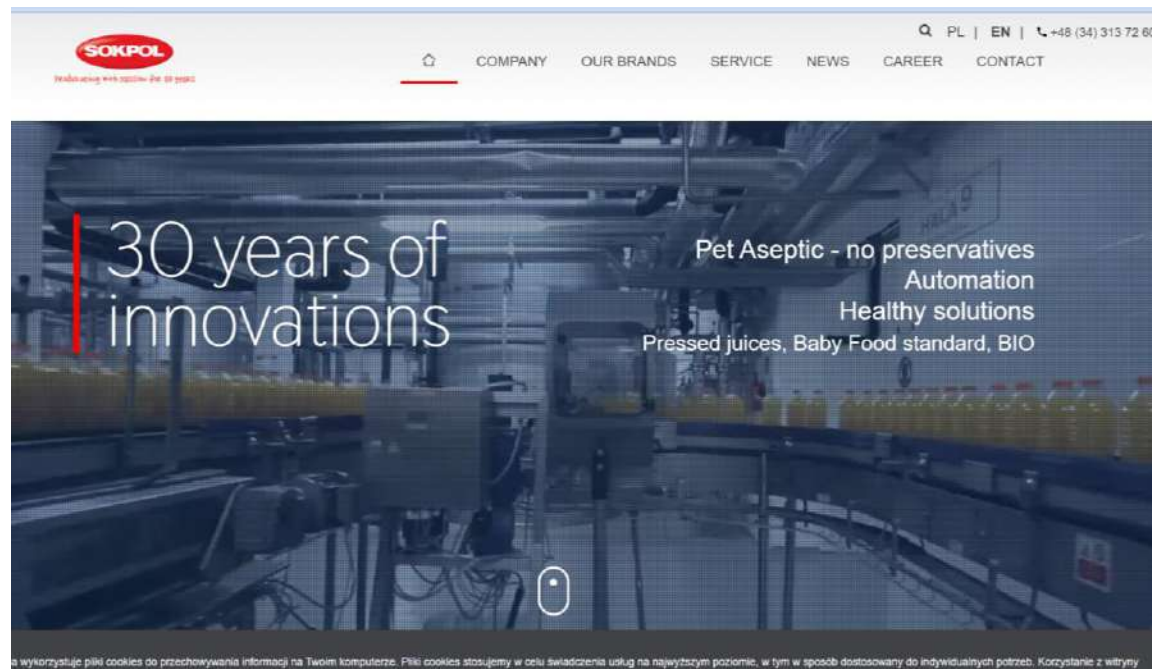 SOKPOL
PL | EN | +48 (34) 313 72 60
COMPANY OUR BRANDS SERVICE NEWS CAREER CONTACT
30 years of
innovations
Pet Aseptic - no preservatives
Automation
Healthy solutions
Pressed juices, Baby Food standard, BIO
HALA 9
a wykorzystuje pliki cookies do przechowywania informacji na Twoim komputerze. Pliki cookies stosujemy w celu świadczenia usług na najwyższym poziomie, w tym w sposób dostosowany do indywidualnych potrzeb. Korzystanie z witryny